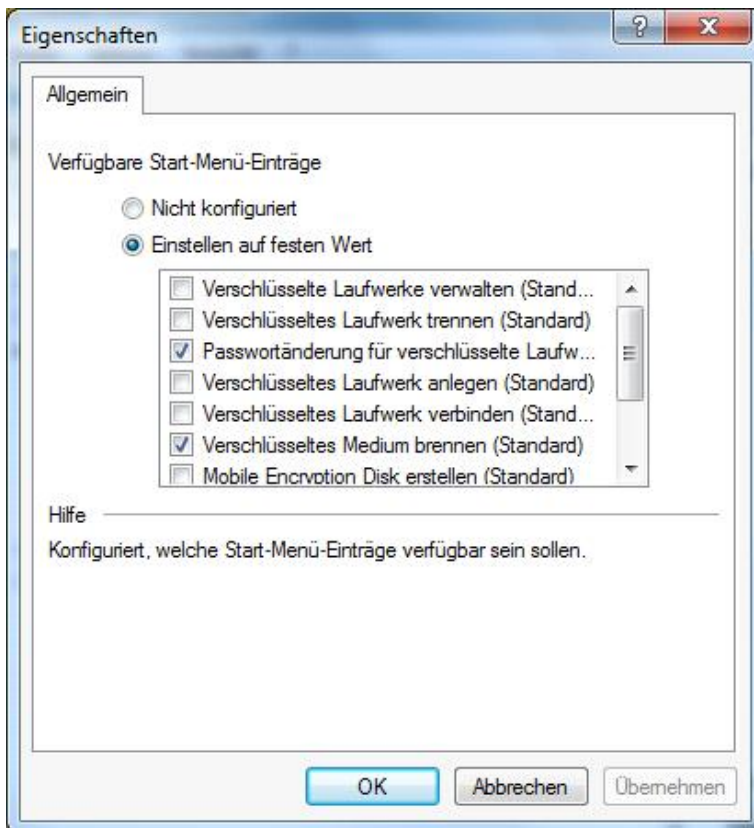 Eigenschaften
Allgemein
Verfügbare Start-Menü-Einträge
Nicht konfiguriert
Einstellen auf festen Wert
Verschlüsselte Laufwerke verwalten (Stand...
Verschlüsseltes Laufwerk trennen (Standard)
Passwortänderung für verschlüsselte Laufw...
Verschlüsseltes Laufwerk anlegen (Standard)
Verschlüsseltes Laufwerk verbinden (Stand...
Verschlüsseltes Medium brennen (Standard)
Mobile Encryption Disk erstellen (Standard)
Hilfe
Konfiguriert, welche Start-Menü-Einträge verfügbar sein sollen.
OK Abbrechen Übernehmen